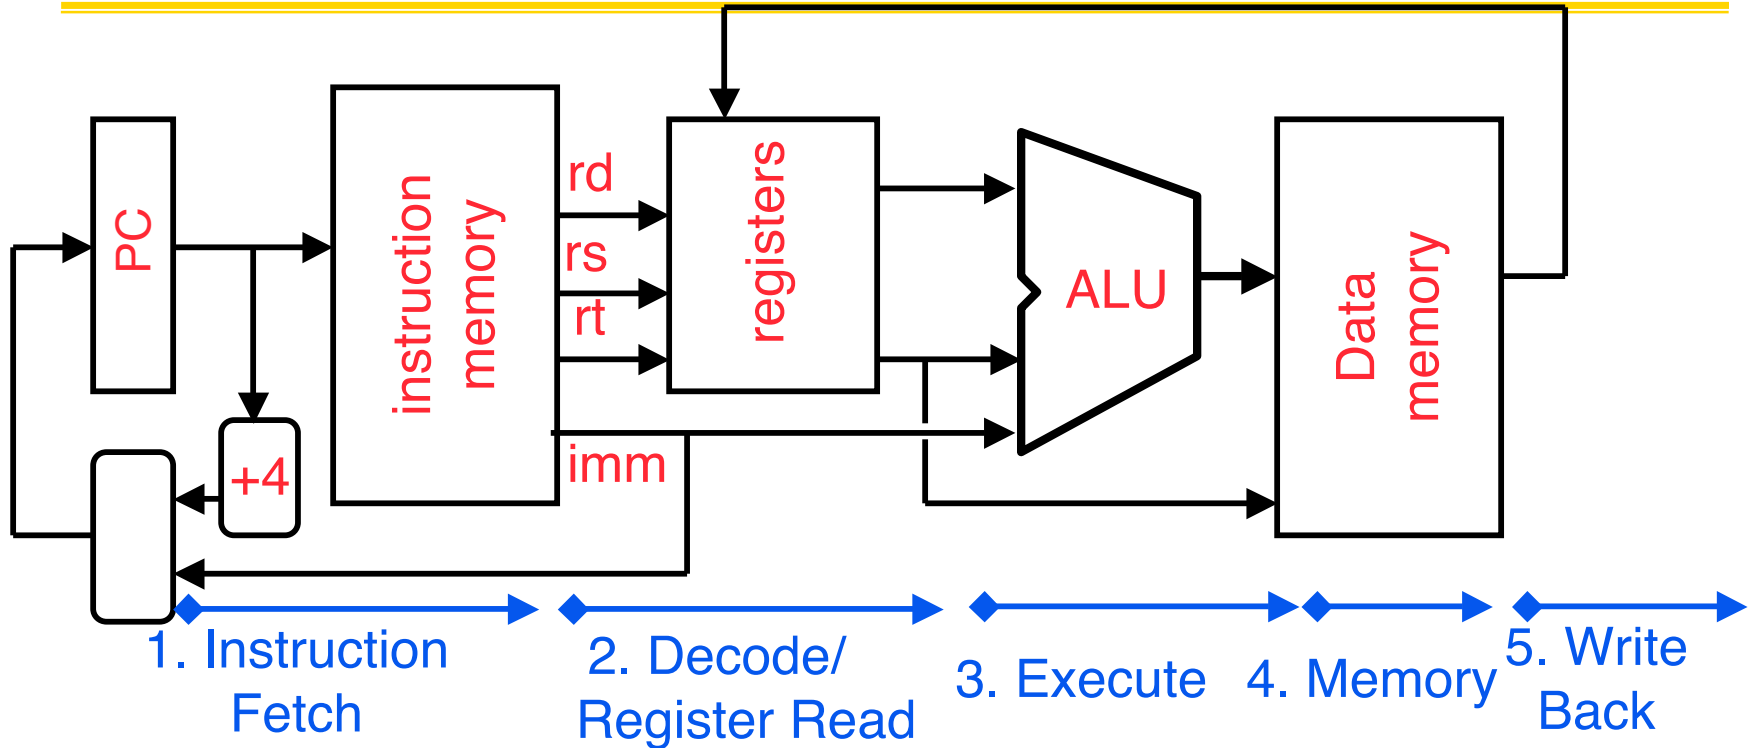 PC
+4
instruction
memory
rd
rs
rt
imm
registers
ALU
Data
memory
1. Instruction
Fetch
2. Decode/
Register Read
3. Execute
4. Memory
5. Write
Back